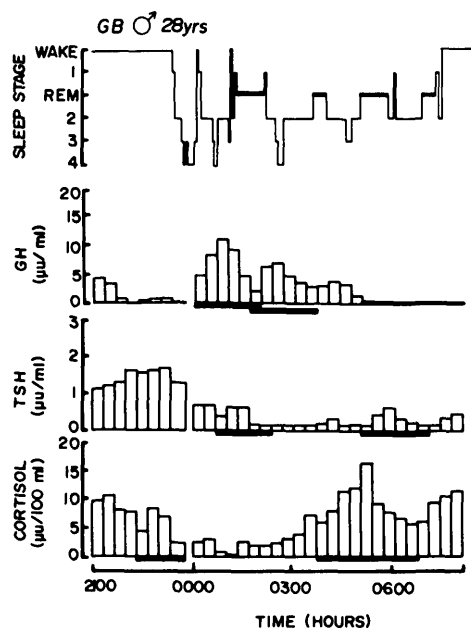 GB ♂ 28yrs
SLEEP STAGE
WAKE
1
REM
2
3
4
GH
(μu/ml)
20
15
10
5
0
TSH
(μu/ml)
3
2
1
0
CORTISOL
(μu/100 ml)
20
15
10
5
0
2100 0000 0300 0600
TIME (HOURS)